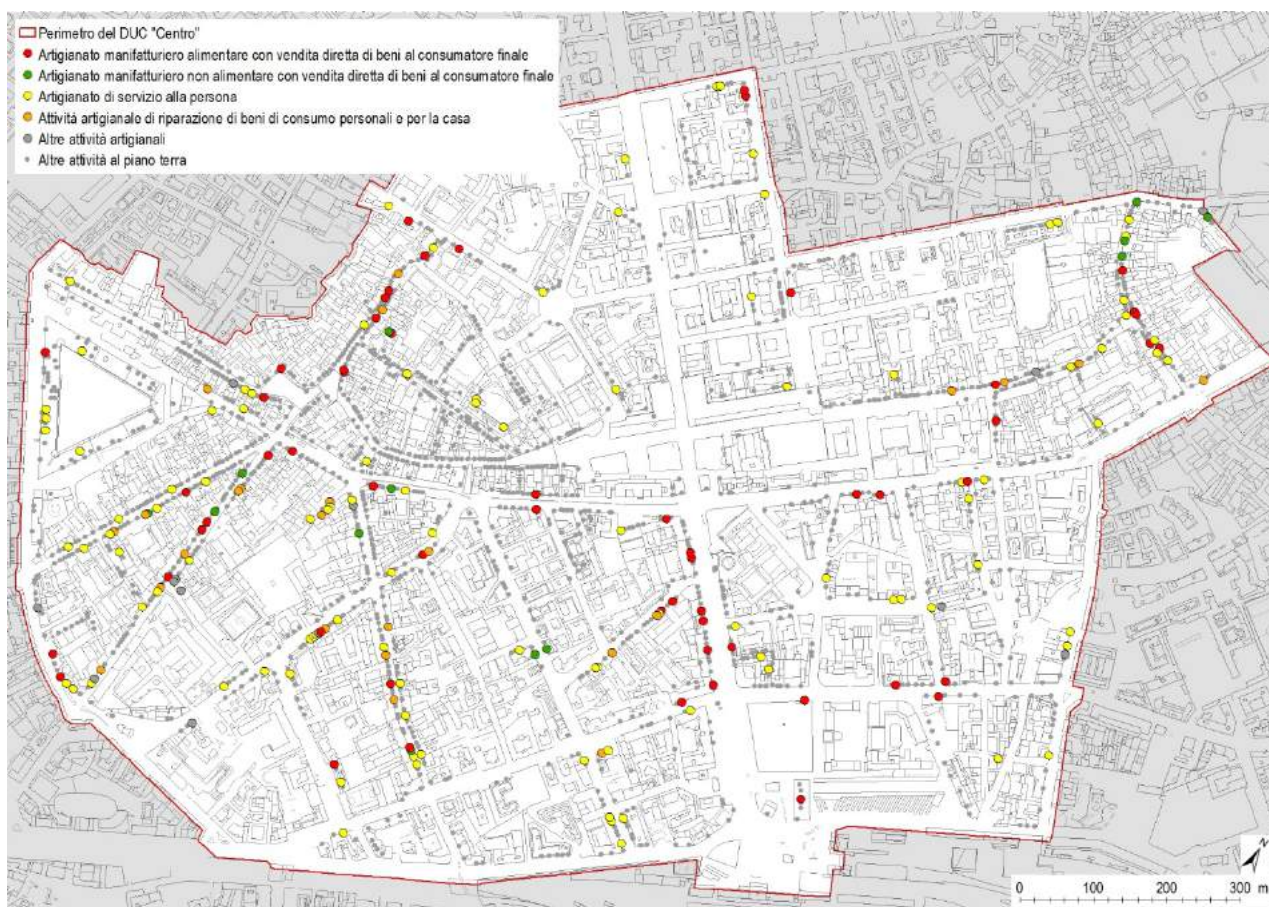 Perimetro del DUC "Centro"
Artigianato manifatturiero alimentare con vendita diretta di beni al consumatore finale
Artigianato manifatturiero non alimentare con vendita diretta di beni al consumatore finale
Artigianato di servizio alla persona
Attività artigianale di riparazione di beni di consumo personali e per la casa
Altre attività artigianali
Altre attività al piano terra
N
0 100 200 300 m